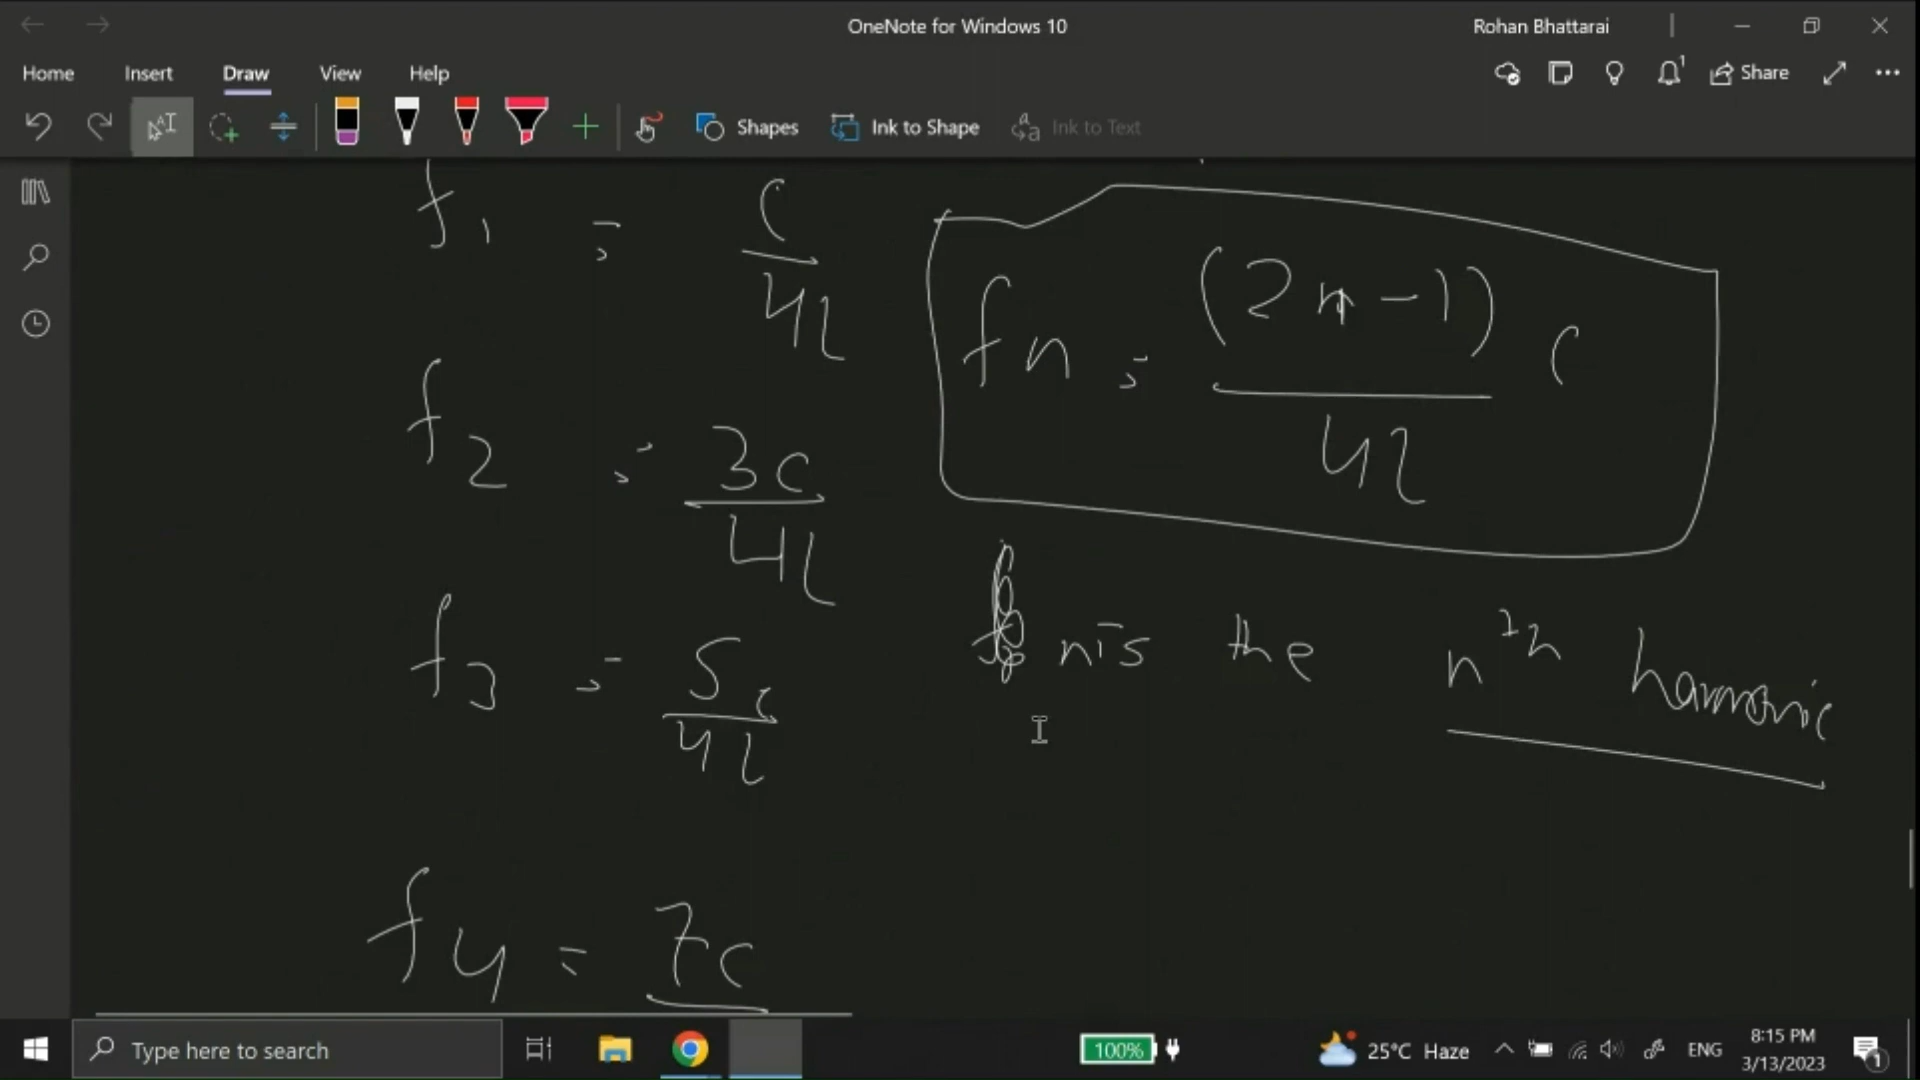 OneNote for Windows 10
Rohan Bhattarai
Home Insert Draw View Help
1
Share
Shapes Ink to Shape Ink to Text
f1 = c/4l
fn = (2n-1)/4l c
f2 = 3c/4l
f3 = 5c/4l
n is the nth harmonic
f4 = 7c
Type here to search
100%
25°C Haze
ENG
8:15 PM
3/13/2023
1